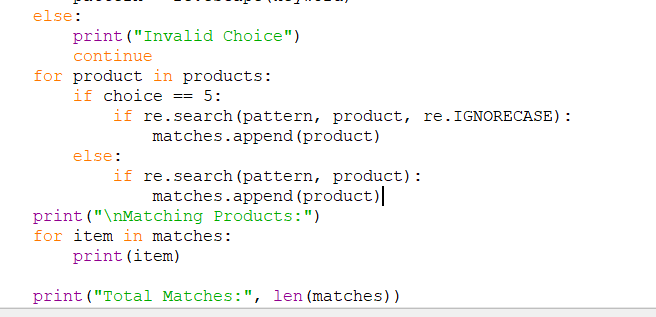 else:
print("Invalid Choice")
continue
for product in products:
if choice == 5:
if re.search(pattern, product, re.IGNORECASE):
matches.append(product)
else:
if re.search(pattern, product):
matches.append(product)
print("\nMatching Products:")
for item in matches:
print(item)
print("Total Matches:", len(matches))